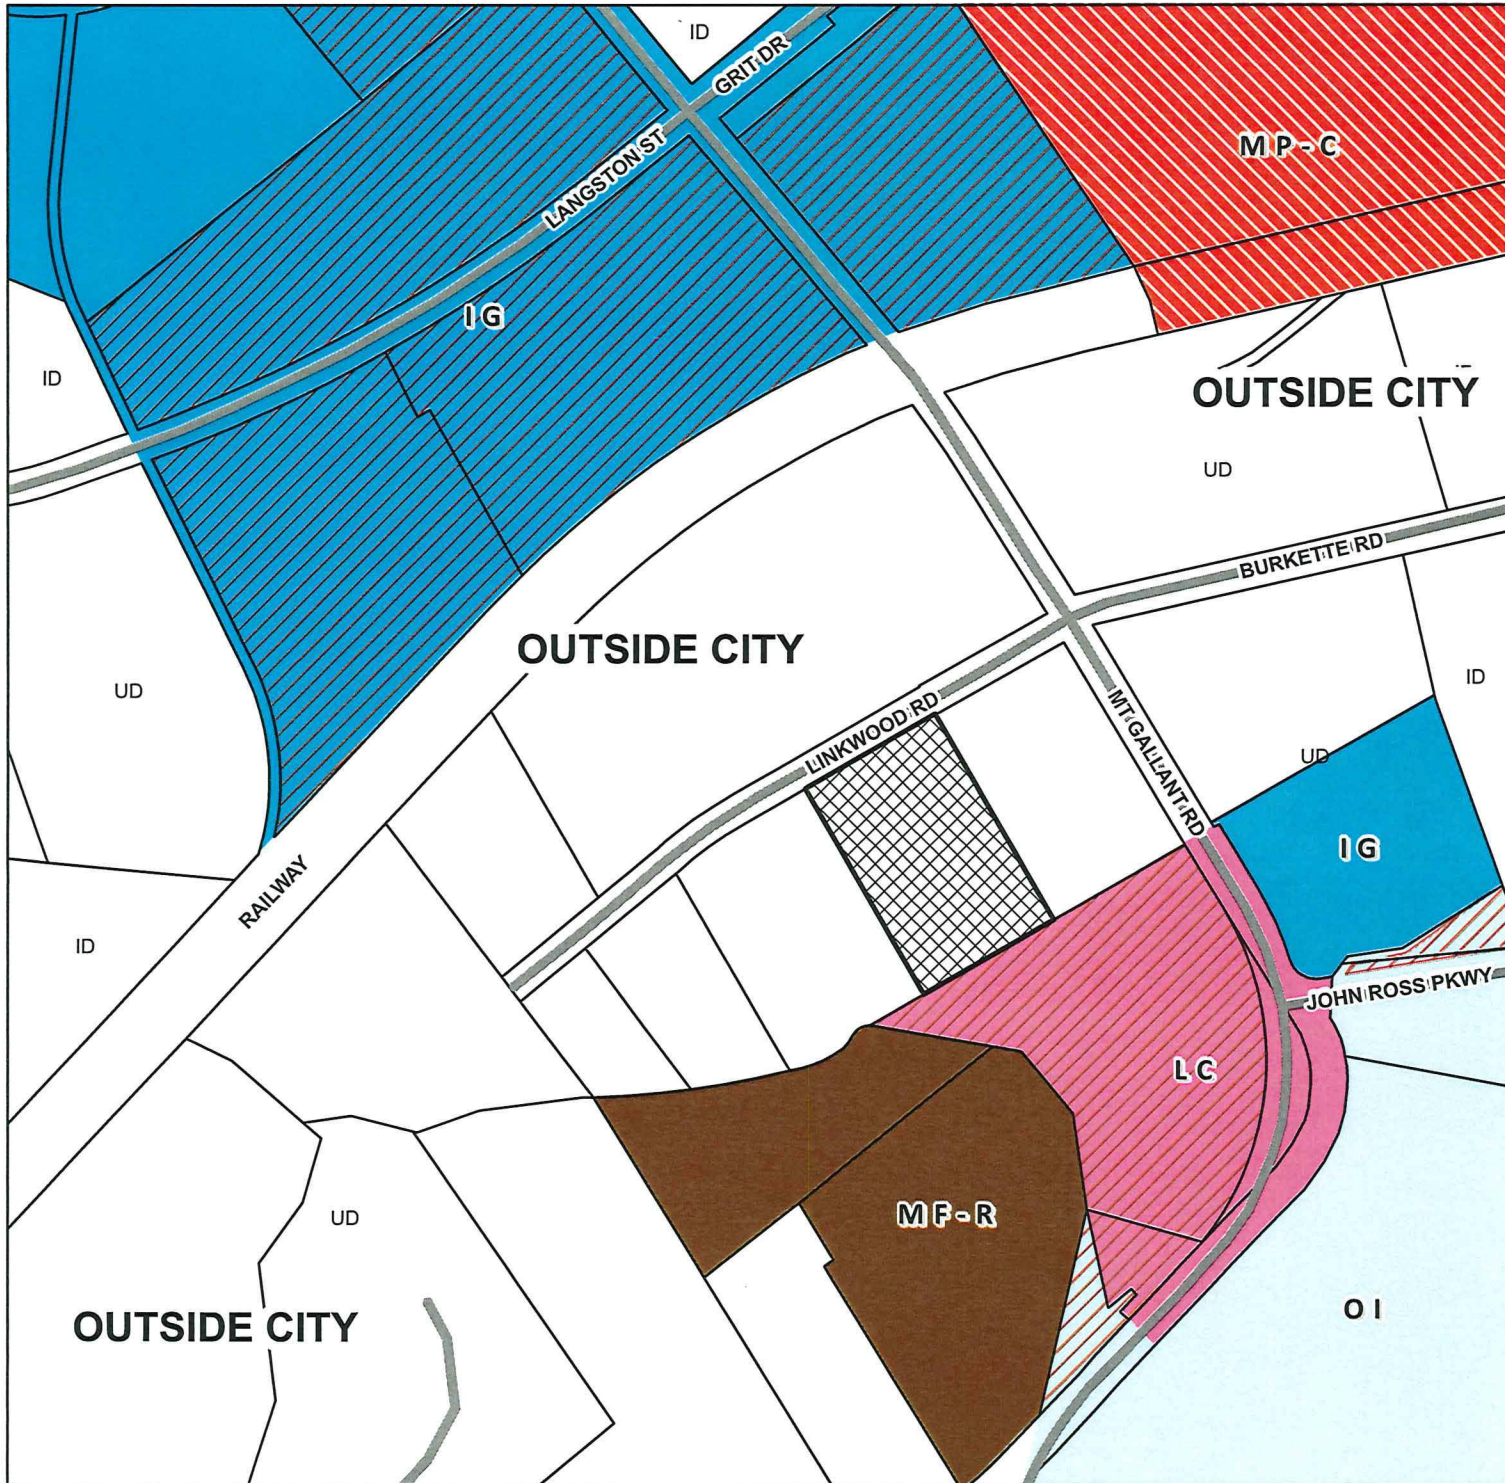 ID
GRIT DR
M P - C
LANGSTON ST
I G
ID
OUTSIDE CITY
UD
BURKETTE RD
OUTSIDE CITY
UD
ID
LINKWOOD RD
MT GALLANT RD
UD
I G
RAILWAY
ID
JOHN ROSS PKWY
L C
M F - R
UD
O I
OUTSIDE CITY